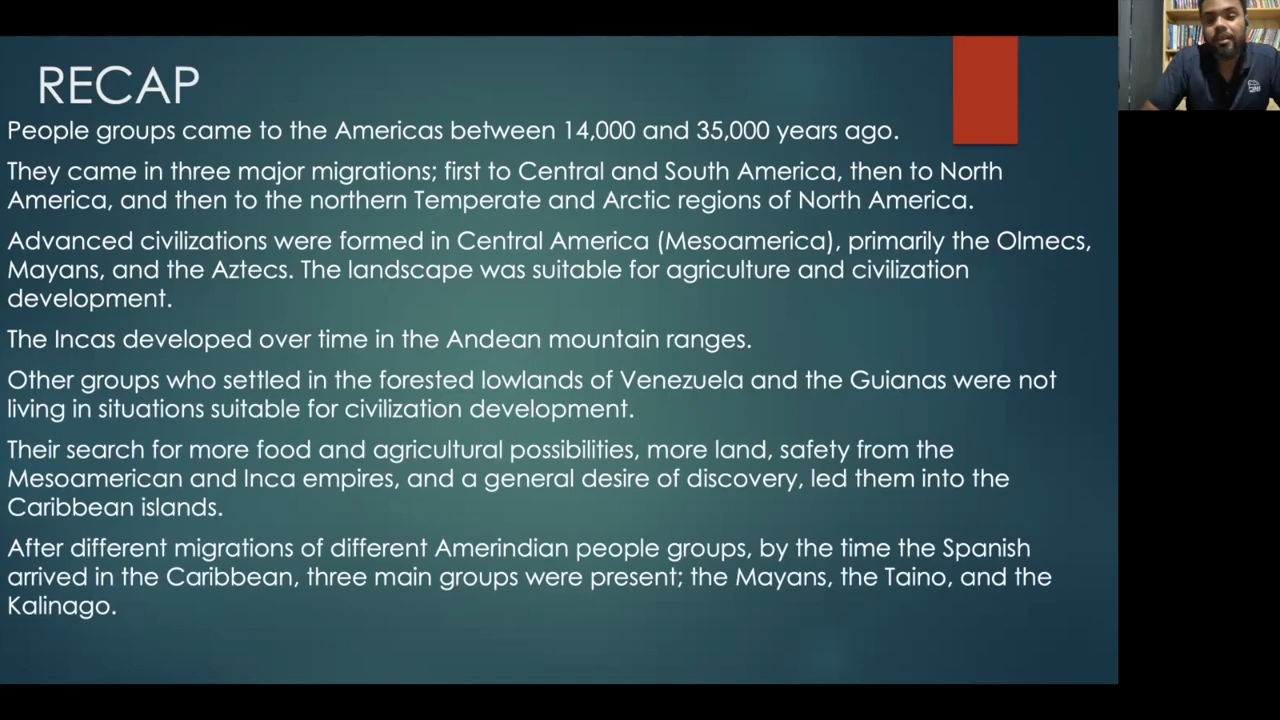 RECAP
People groups came to the Americas between 14,000 and 35,000 years ago.
They came in three major migrations; first to Central and South America, then to North
America, and then to the northern Temperate and Arctic regions of North America.
Advanced civilizations were formed in Central America (Mesoamerica), primarily the Olmecs,
Mayans, and the Aztecs. The landscape was suitable for agriculture and civilization
development.
The Incas developed over time in the Andean mountain ranges.
Other groups who settled in the forested lowlands of Venezuela and the Guianas were not
living in situations suitable for civilization development.
Their search for more food and agricultural possibilities, more land, safety from the
Mesoamerican and Inca empires, and a general desire of discovery, led them into the
Caribbean islands.
After different migrations of different Amerindian people groups, by the time the Spanish
arrived in the Caribbean, three main groups were present; the Mayans, the Taino, and the
Kalinago.